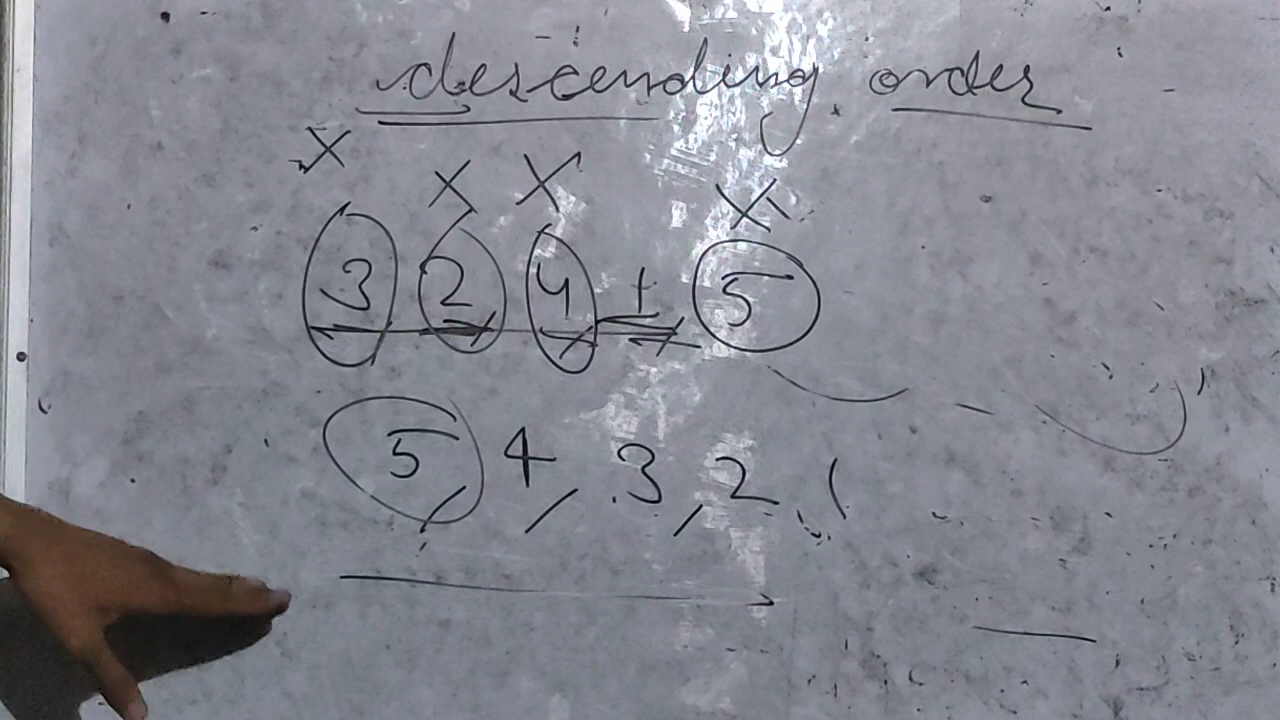 descending order
X X X X
3 2 4 1 5
5, 4, 3, 2, 1